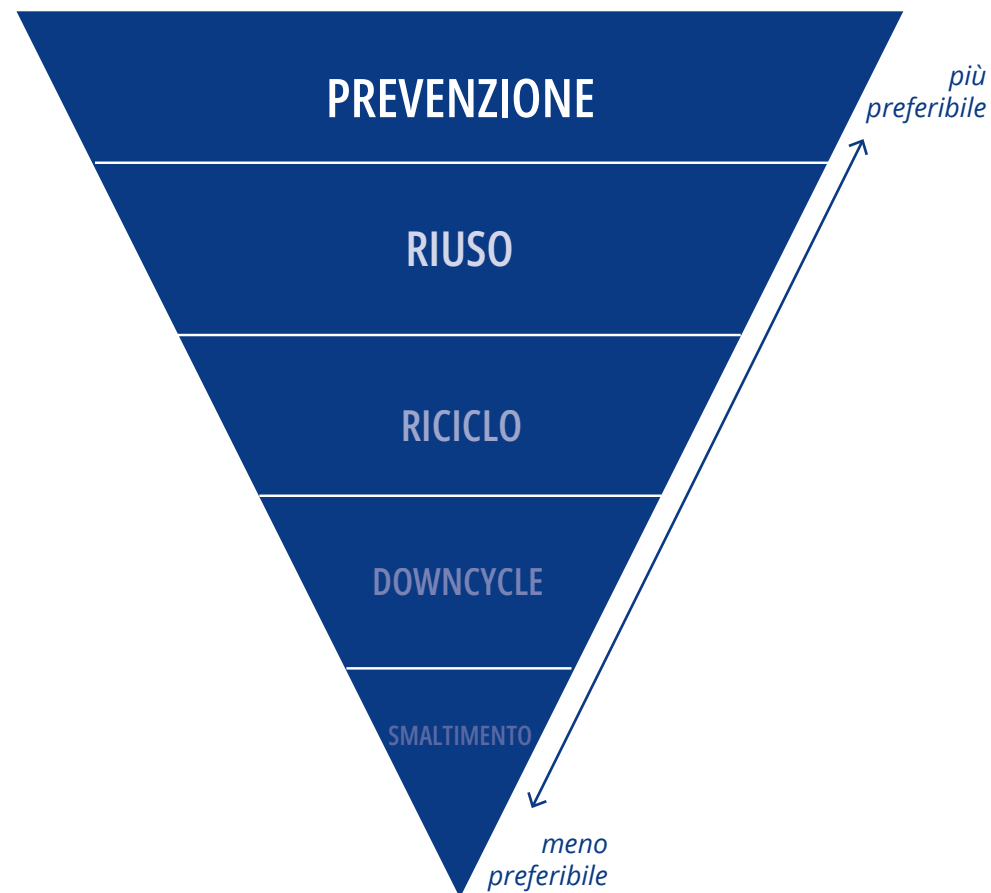 PREVENZIONE
più
preferibile
RIUSO
RICICLO
DOWNCYCLE
SMALTIMENTO
meno
preferibile